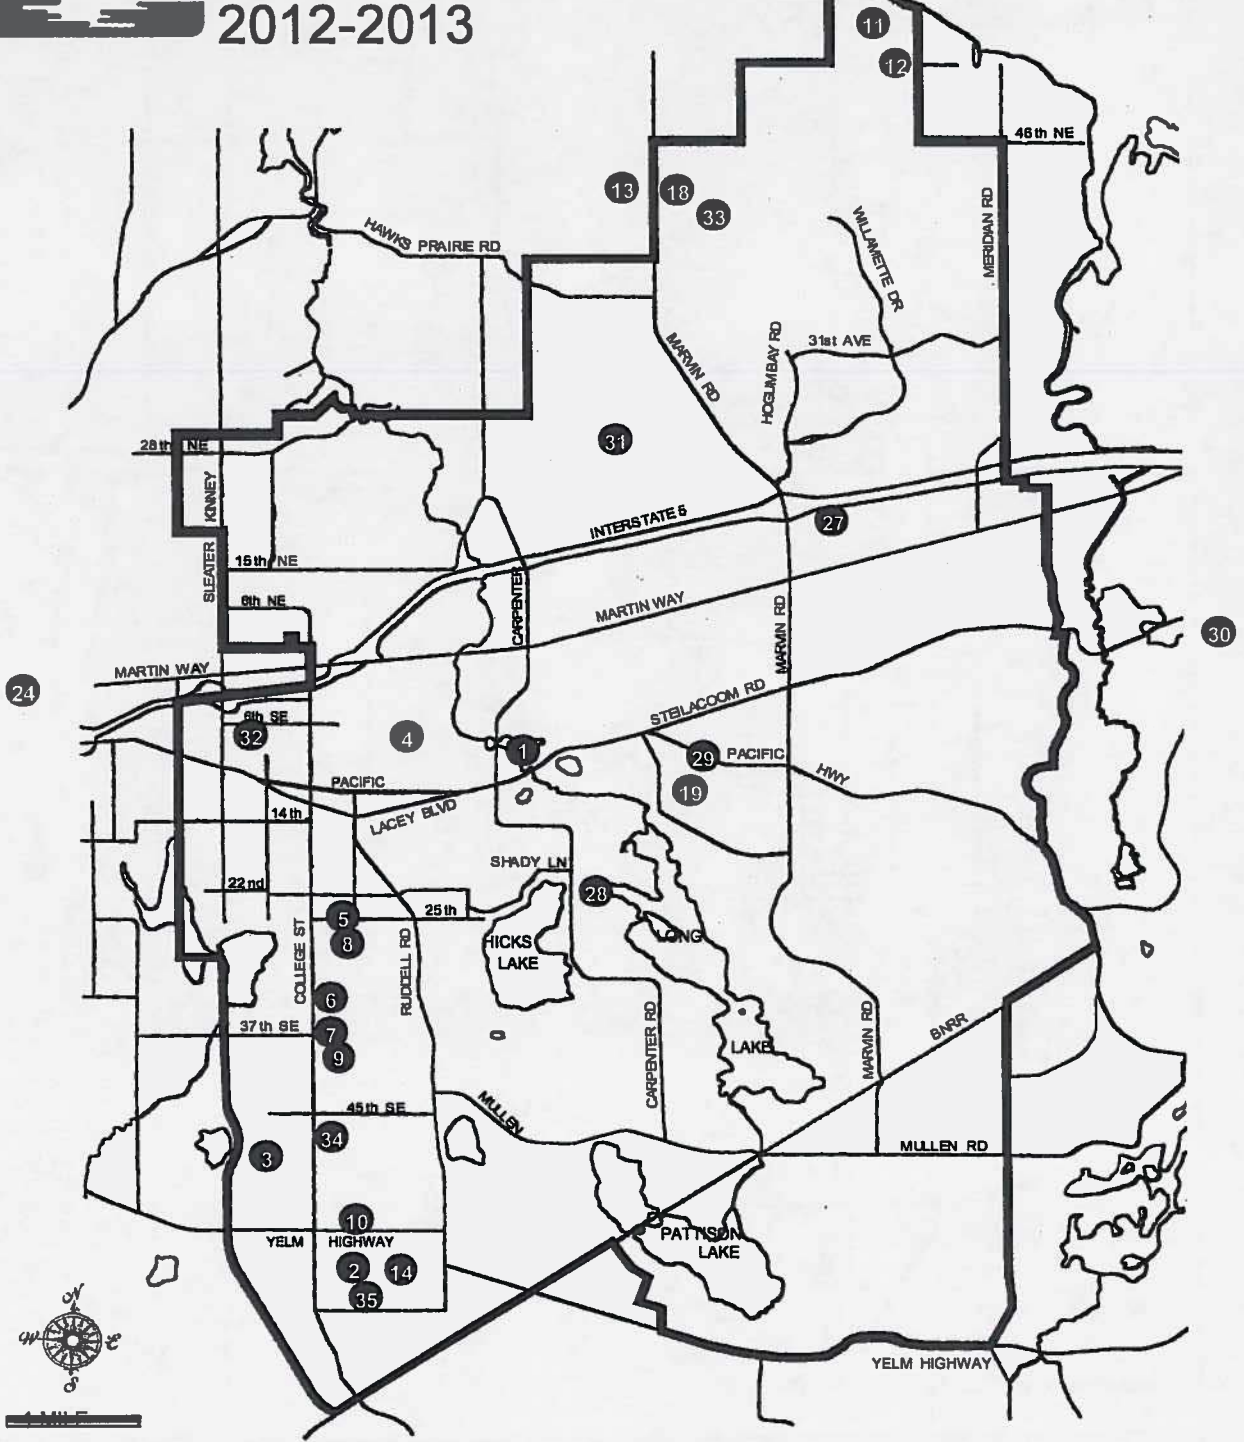 2012-2013
11
12
46th NE
13
18
33
HAWKS PRAIRIE RD
WILLAMETTE DR
MERIDIAN RD
MARVIN RD
HOGUM BAY RD
31st AVE
31
28th NE
SLEATER KINNEY
INTERSTATE 5
27
15th NE
CARPENTER
6th NE
MARTIN WAY
MARVIN RD
30
MARTIN WAY
24
STEILACOOM RD
6th SE
32
4
1
29
PACIFIC
HWY
PACIFIC
19
LACEY BLVD
14th
SHADY LN
22nd
28
25th
5
8
COLLEGE ST
RUDDELL RD
HICKS
LAKE
LONG
6
37th SE
7
9
CARPENTER RD
LAKE
MARVIN RD
BNRR
45th SE
MULLEN
34
3
MULLEN RD
10
YELM HIGHWAY
PATTISON
LAKE
2
14
35
N
W
E
S
1 MILE
YELM HIGHWAY